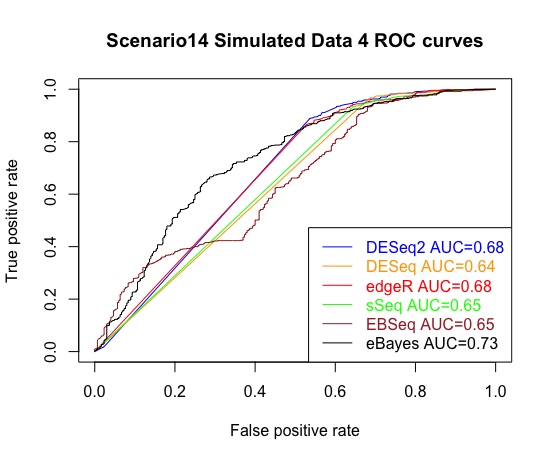 Scenario14 Simulated Data 4 ROC curves
True positive rate
1.0
0.8
0.6
0.4
0.2
0.0
DESeq2 AUC=0.68
DESeq AUC=0.64
edgeR AUC=0.68
sSeq AUC=0.65
EBSeq AUC=0.65
eBayes AUC=0.73
0.0 0.2 0.4 0.6 0.8 1.0
False positive rate